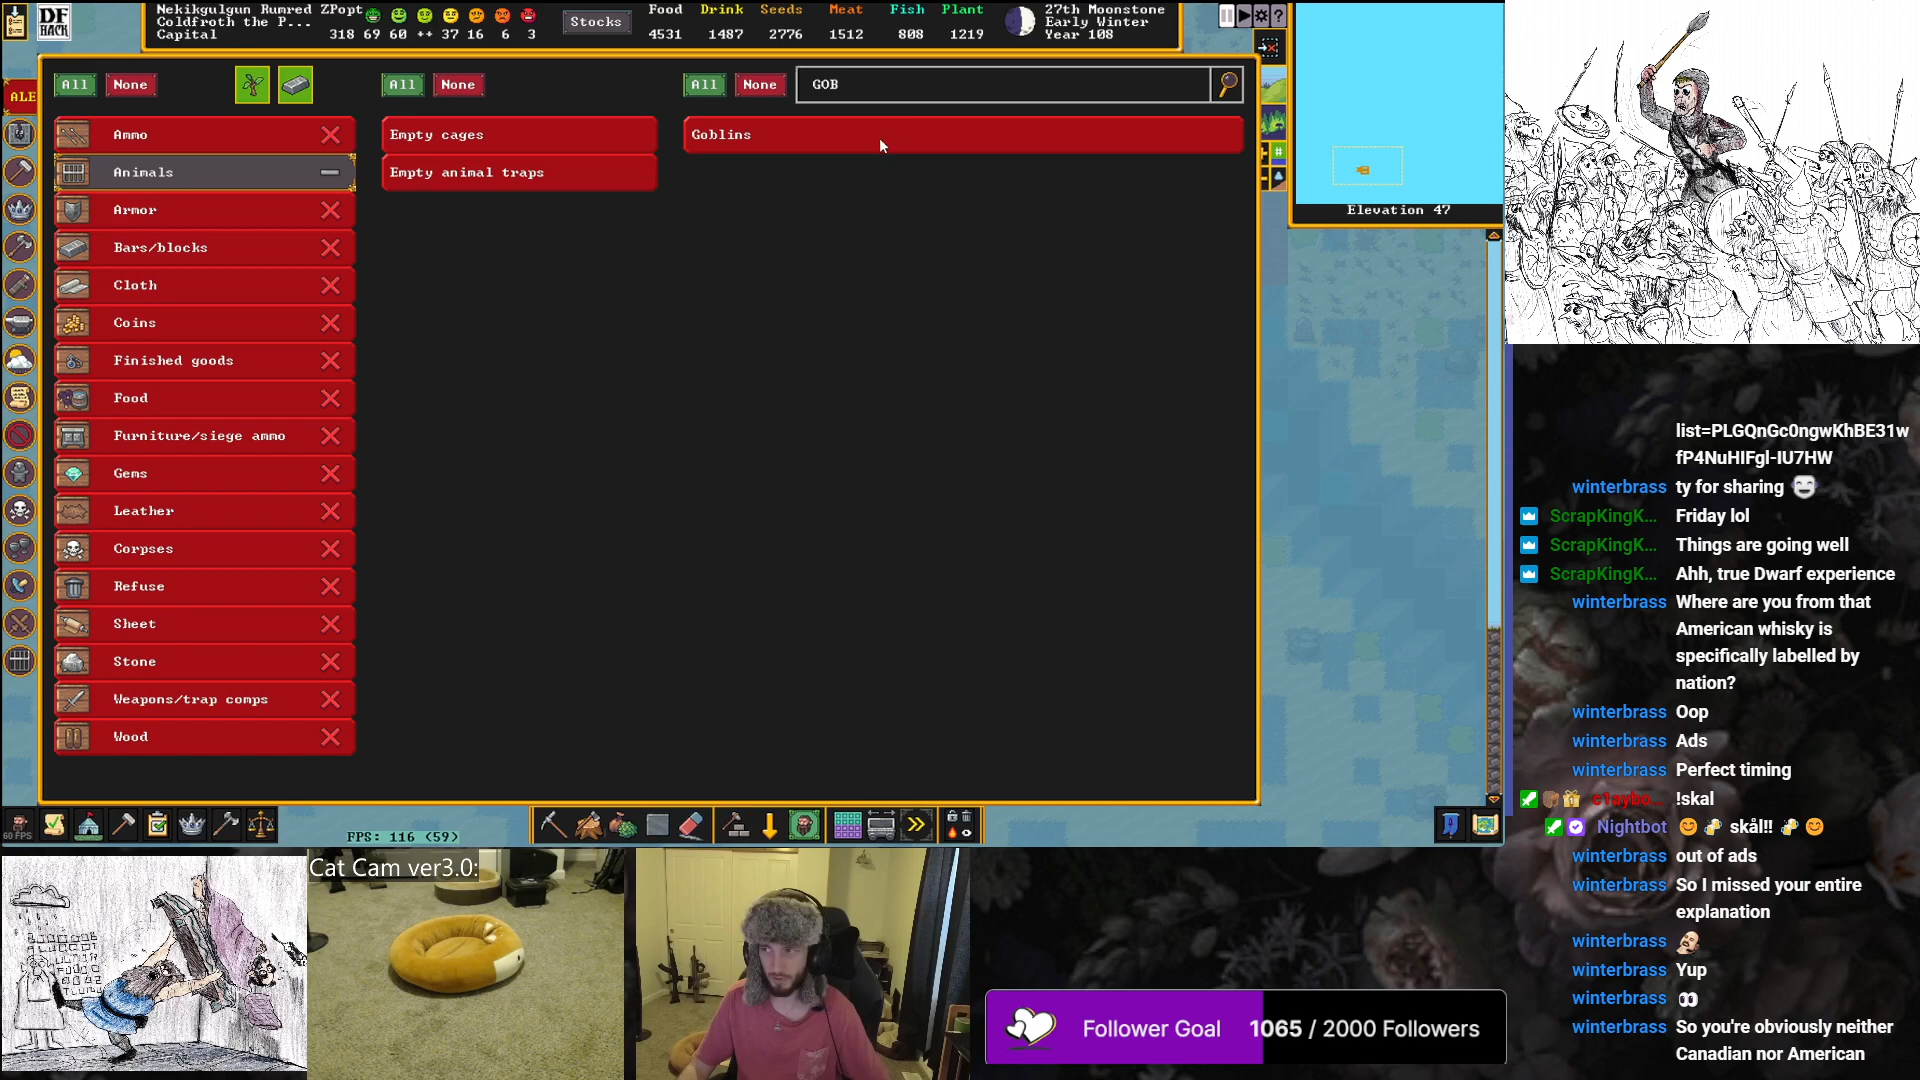 DF
HACK
Nekikgulgun Rumred ZPopt
Coldfroth the P...
Capital
318 69 60 ++ 37 16 6 3
Stocks
Food Drink Seeds Meat Fish Plant
4531 1487 2776 1512 808 1219
27th Moonstone
Early Winter
Year 108
ALE
All None
All None
All None
GOB
Ammo
Animals
Armor
Bars/blocks
Cloth
Coins
Finished goods
Food
Furniture/siege ammo
Gems
Leather
Corpses
Refuse
Sheet
Stone
Weapons/trap comps
Wood
Empty cages
Empty animal traps
Goblins
Elevation 47
60 FPS
FPS: 116 (59)
Cat Cam ver3.0:
Follower Goal 1065 / 2000 Followers
list=PLGQnGc0ngwKhBE31w
fP4NuHIFgl-IU7HW
winterbrass ty for sharing
ScrapKingK... Friday lol
ScrapKingK... Things are going well
ScrapKingK... Ahh, true Dwarf experience
winterbrass Where are you from that
American whisky is
specifically labelled by
nation?
winterbrass Oop
winterbrass Ads
winterbrass Perfect timing
c1aybo... !skal
Nightbot skål!!
winterbrass out of ads
winterbrass So I missed your entire
explanation
winterbrass
winterbrass Yup
winterbrass
winterbrass So you're obviously neither
Canadian nor American